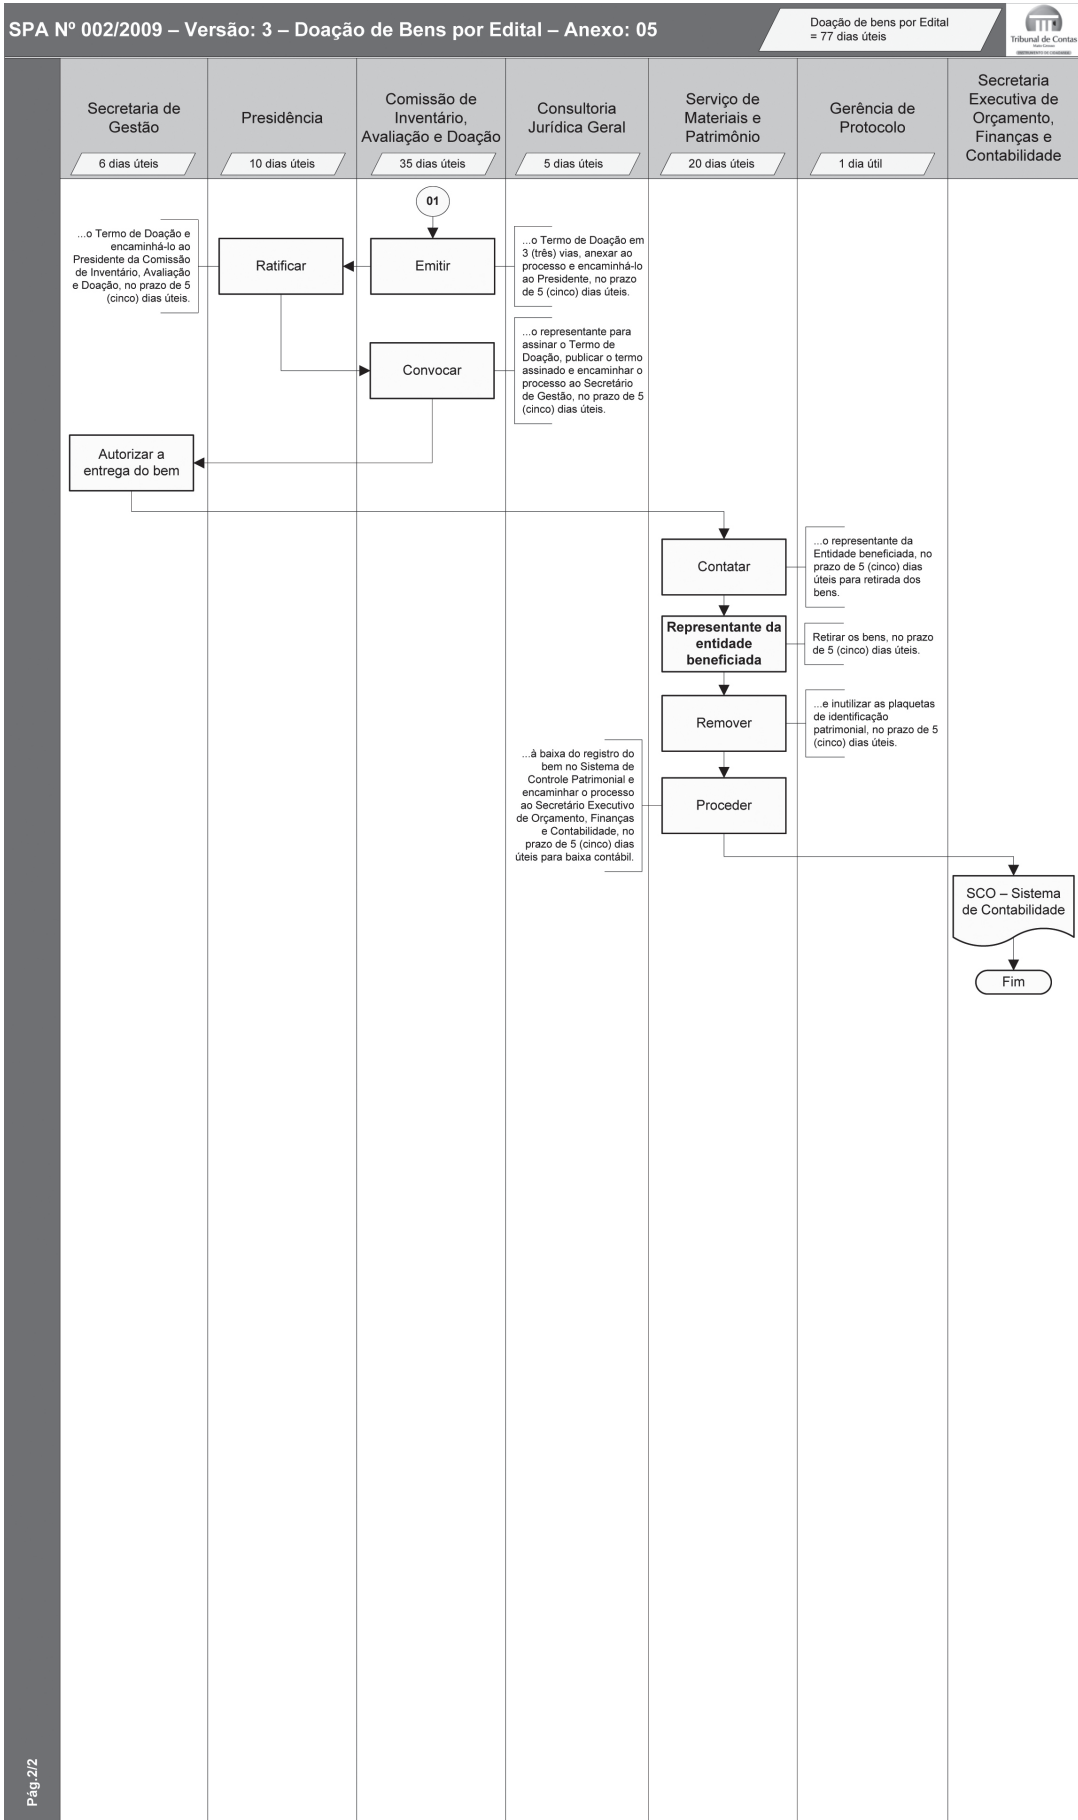 SPA Nº 002/2009 – Versão: 3 – Doação de Bens por Edital – Anexo: 05
Doação de bens por Edital
= 77 dias úteis
Tribunal de Contas
Mato Grosso
INSTRUMENTO DE CIDADANIA
Secretaria de
Gestão
6 dias úteis
Presidência
10 dias úteis
Comissão de
Inventário,
Avaliação e Doação
35 dias úteis
Consultoria
Jurídica Geral
5 dias úteis
Serviço de
Materiais e
Patrimônio
20 dias úteis
Gerência de
Protocolo
1 dia útil
Secretaria
Executiva de
Orçamento,
Finanças e
Contabilidade
01
...o Termo de Doação e
encaminhá-lo ao
Presidente da Comissão
de Inventário, Avaliação
e Doação, no prazo de 5
(cinco) dias úteis.
Ratificar
Emitir
...o Termo de Doação em
3 (três) vias, anexar ao
processo e encaminhá-lo
ao Presidente, no prazo
de 5 (cinco) dias úteis.
Convocar
...o representante para
assinar o Termo de
Doação, publicar o termo
assinado e encaminhar o
processo ao Secretário
de Gestão, no prazo de 5
(cinco) dias úteis.
Autorizar a
entrega do bem
Contatar
...o representante da
Entidade beneficiada, no
prazo de 5 (cinco) dias
úteis para retirada dos
bens.
Representante da
entidade
beneficiada
Retirar os bens, no prazo
de 5 (cinco) dias úteis.
Remover
...e inutilizar as plaquetas
de identificação
patrimonial, no prazo de 5
(cinco) dias úteis.
...à baixa do registro do
bem no Sistema de
Controle Patrimonial e
encaminhar o processo
ao Secretário Executivo
de Orçamento, Finanças
e Contabilidade, no
prazo de 5 (cinco) dias
úteis para baixa contábil.
Proceder
SCO – Sistema
de Contabilidade
Fim
Pág.2/2